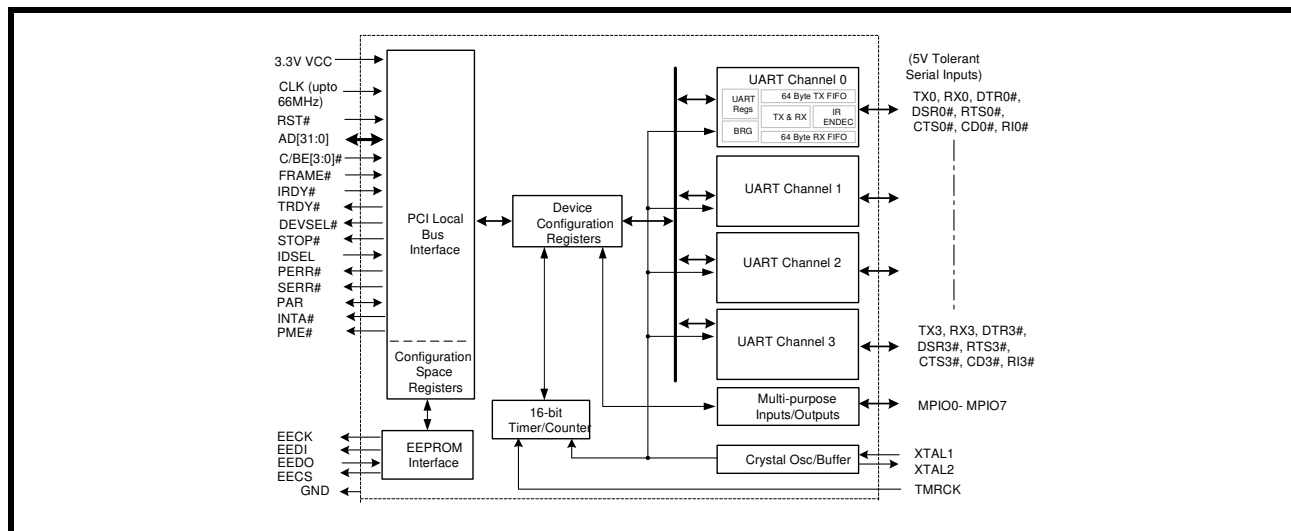 3.3V VCC
CLK (upto
66MHz)
RST#
AD[31:0]
C/BE[3:0]#
FRAME#
IRDY#
TRDY#
DEVSEL#
STOP#
IDSEL
PERR#
SERR#
PAR
INTA#
PME#
EECK
EEDI
EEDO
EECS
GND
PCI Local
Bus
Interface
Configuration
Space
Registers
EEPROM
Interface
Device
Configuration
Registers
16-bit
Timer/Counter
UART Channel 0
UART
Regs
64 Byte TX FIFO
TX & RX
IR
ENDEC
BRG
64 Byte RX FIFO
UART Channel 1
UART Channel 2
UART Channel 3
Multi-purpose
Inputs/Outputs
Crystal Osc/Buffer
(5V Tolerant
Serial Inputs)
TX0, RX0, DTR0#,
DSR0#, RTS0#,
CTS0#, CD0#, RI0#
TX3, RX3, DTR3#,
DSR3#, RTS3#,
CTS3#, CD3#, RI3#
MPIO0- MPIO7
XTAL1
XTAL2
TMRCK